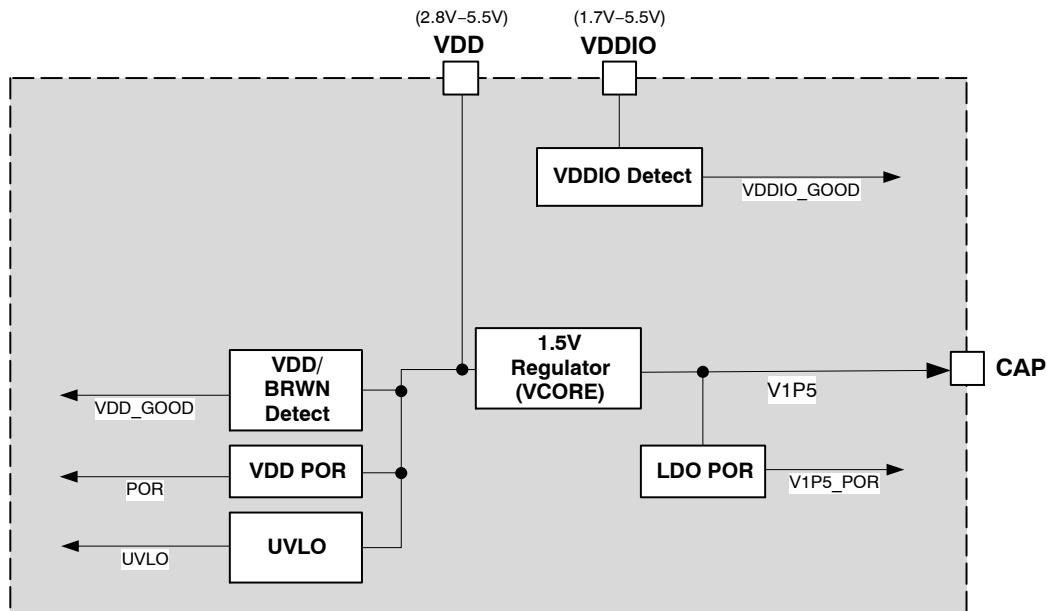 (2.8V–5.5V)
VDD
(1.7V–5.5V)
VDDIO
VDDIO Detect
VDDIO_GOOD
1.5V
Regulator
(VCORE)
V1P5
CAP
VDD/
BRWN
Detect
VDD_GOOD
VDD POR
POR
LDO POR
V1P5_POR
UVLO
UVLO